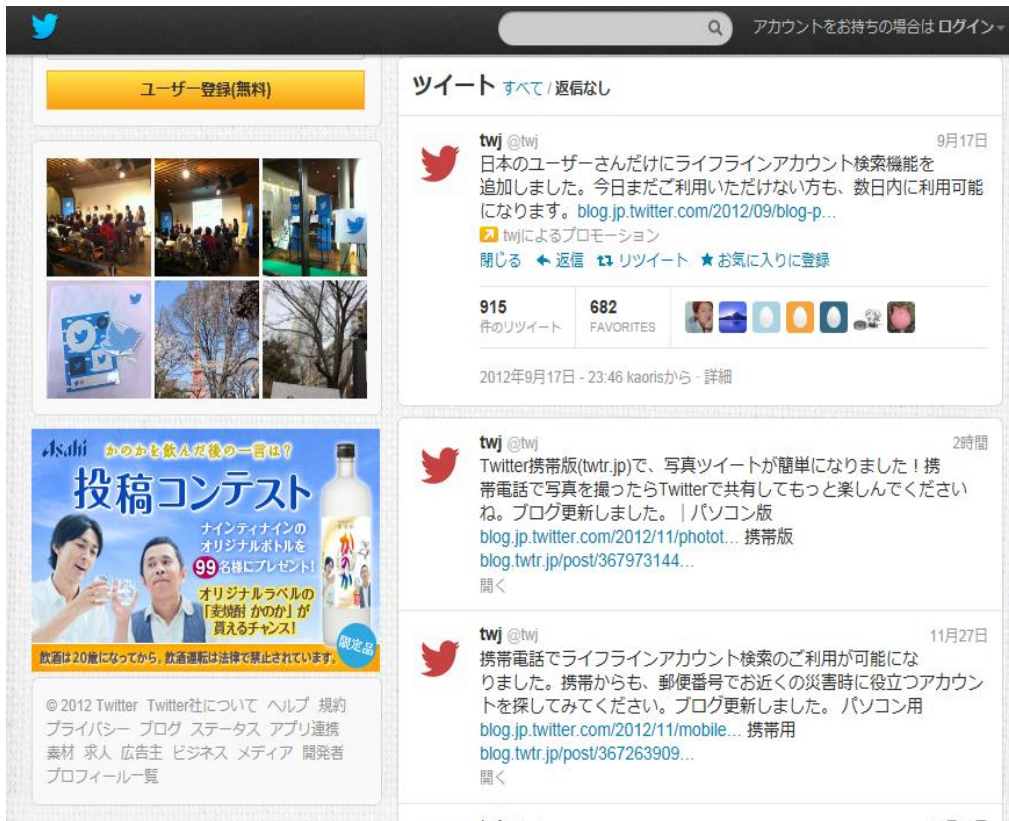 アカウントをお持ちの場合は ログイン
ユーザー登録(無料)
Asahi かのかを飲んだ後の一言は?
投稿コンテスト
ナインティナインの
オリジナルボトルを
99名様にプレゼント!
オリジナルラベルの
「麦焼酎 かのか」が
貰えるチャンス!
かのか
限定品
飲酒は20歳になってから。飲酒運転は法律で禁止されています。
© 2012 Twitter Twitter社について ヘルプ 規約
プライバシー ブログ ステータス アプリ連携
素材 求人 広告主 ビジネス メディア 開発者
プロフィール一覧
ツイート すべて / 返信なし
twj @twj 9月17日
日本のユーザーさんだけにライフラインアカウント検索機能を
追加しました。今日まだご利用いただけない方も、数日内に利用可能
になります。blog.jp.twitter.com/2012/09/blog-p...
twjによるプロモーション
閉じる 返信 リツイート お気に入りに登録
915 682
件のリツイート FAVORITES
2012年9月17日 - 23:46 kaorisから · 詳細
twj @twj 2時間
Twitter携帯版(twtr.jp)で、写真ツイートが簡単になりました!携
帯電話で写真を撮ったらTwitterで共有してもっと楽しんでください
ね。ブログ更新しました。｜パソコン版
blog.jp.twitter.com/2012/11/photot... 携帯版
blog.twtr.jp/post/367973144...
開く
twj @twj 11月27日
携帯電話でライフラインアカウント検索のご利用が可能にな
りました。携帯からも、郵便番号でお近くの災害時に役立つアカウン
トを探してみてください。ブログ更新しました。 パソコン用
blog.jp.twitter.com/2012/11/mobile... 携帯用
blog.twtr.jp/post/367263909...
開く